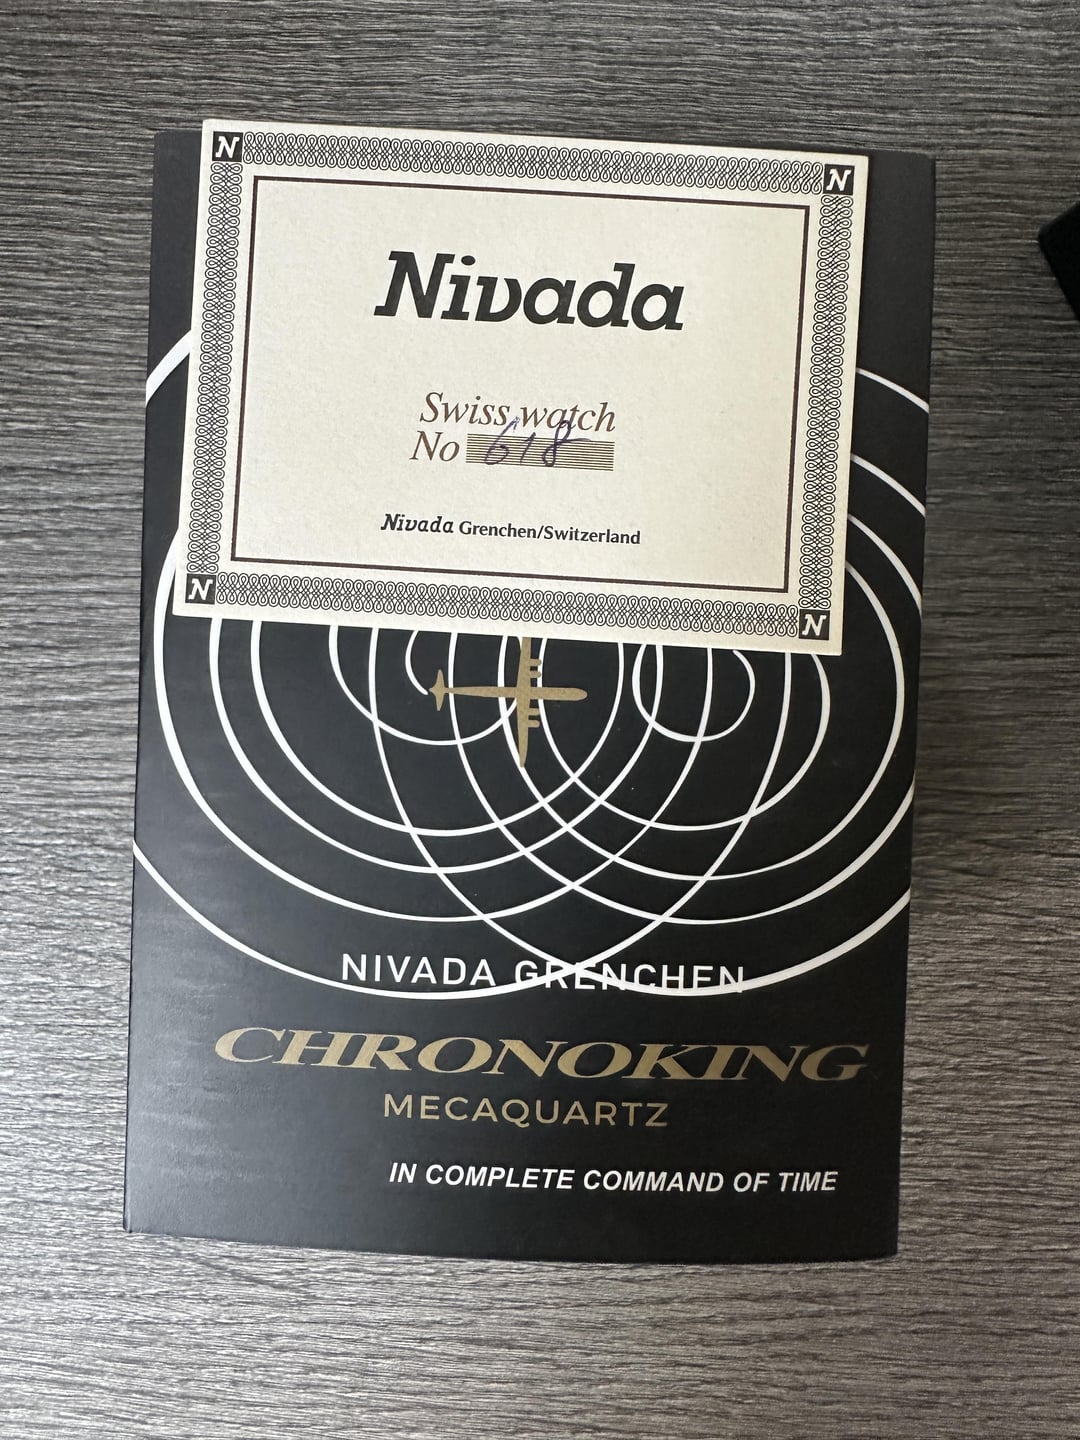 N
N
Nivada
Swiss watch
No 618
Nivada Grenchen/Switzerland
N
N
NIVADA GRENCHEN
CHRONOKING
MECAQUARTZ
IN COMPLETE COMMAND OF TIME